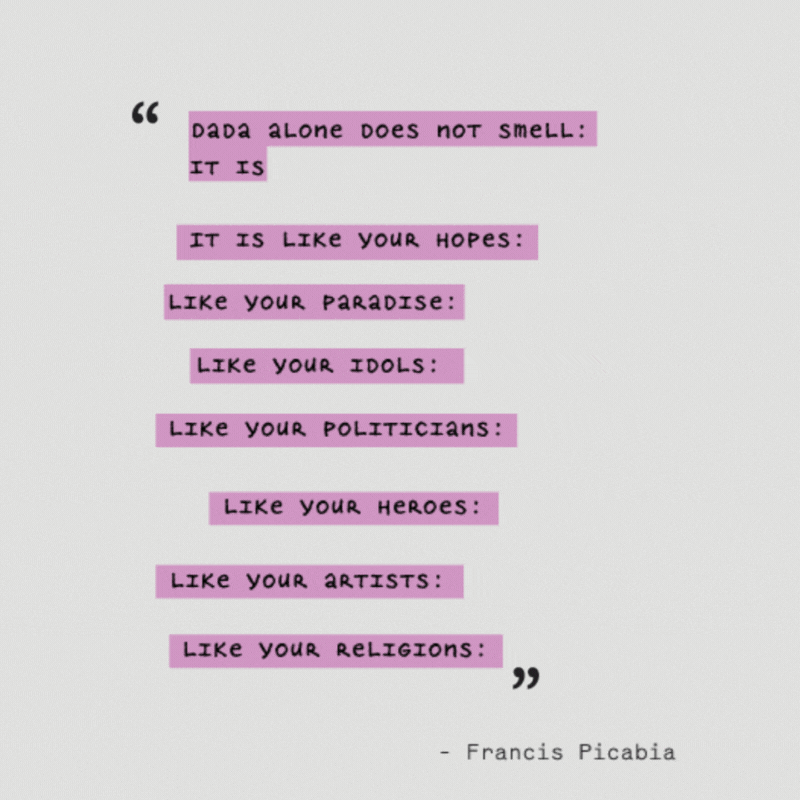 “ DADA ALONE DOES NOT SMELL:
IT IS
IT IS LIKE YOUR HOPES:
LIKE YOUR PARADISE:
LIKE YOUR IDOLS:
LIKE YOUR POLITICIANS:
LIKE YOUR HEROES:
LIKE YOUR ARTISTS:
LIKE YOUR RELIGIONS: ”
- Francis Picabia